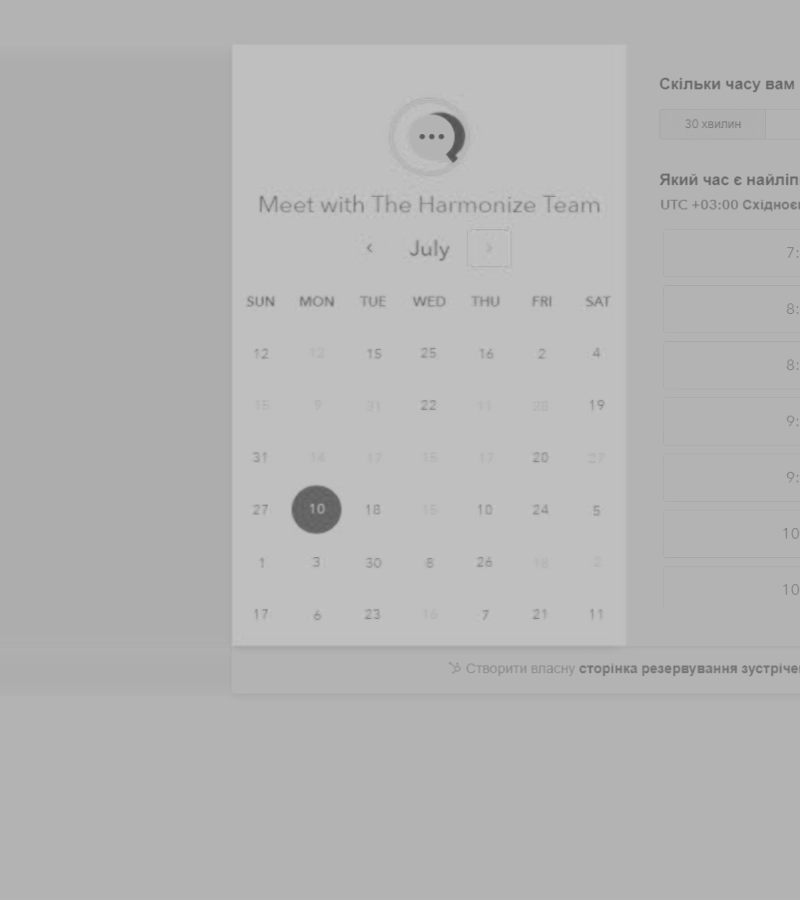 Meet with The Harmonize Team
July
SUN MON TUE WED THU FRI SAT
12 12 15 25 16 2 4
15 9 31 22 11 28 19
31 14 17 15 17 20 27
27 10 18 15 10 24 5
1 3 30 8 26 18 2
17 6 23 16 7 21 11
Скільки часу вам
30 хвилин
Який час є найліп
UTC +03:00 Східноє
7:
8:
8:
9:
9:
10
10
Створити власну сторінка резервування зустріче